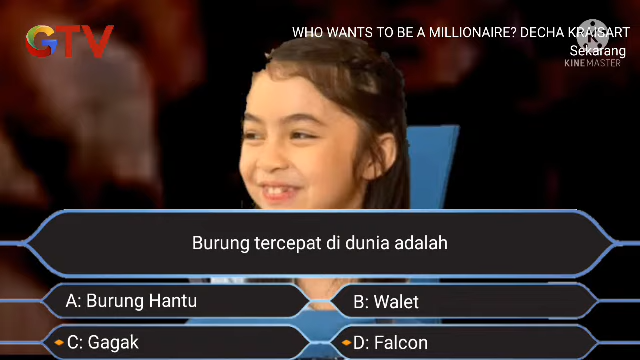 GTV
WHO WANTS TO BE A MILLIONAIRE? DECHA KRAISART
Sekarang
KINEMASTER
Burung tercepat di dunia adalah
A: Burung Hantu
B: Walet
C: Gagak
D: Falcon